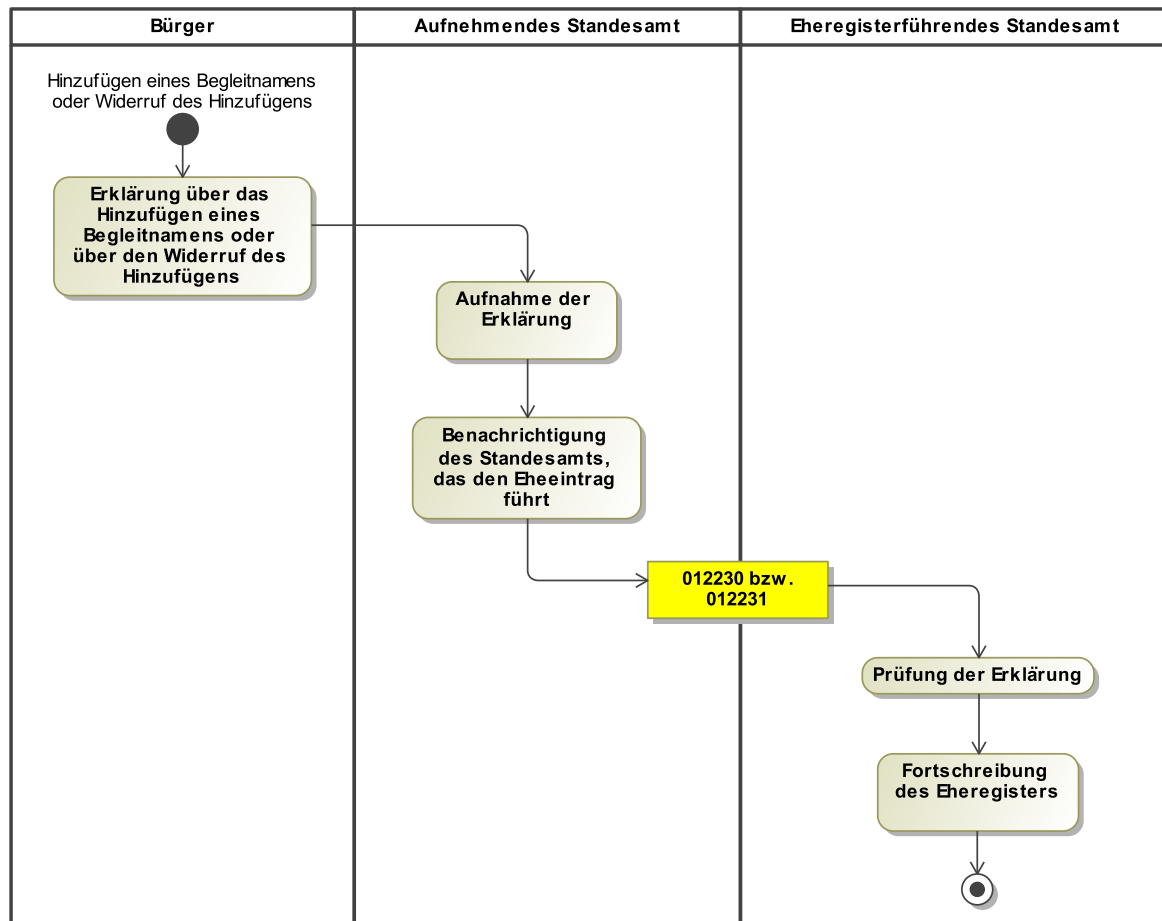 Bürger
Aufnehmendes Standesamt
Eheregisterführendes Standesamt
Hinzufügen eines Begleitnamens
oder Widerruf des Hinzufügens
Erklärung über das
Hinzufügen eines
Begleitnamens oder
über den Widerruf des
Hinzufügens
Aufnahme der
Erklärung
Benachrichtigung
des Standesamts,
das den Eheeintrag
führt
012230 bzw.
012231
Prüfung der Erklärung
Fortschreibung
des Eheregisters